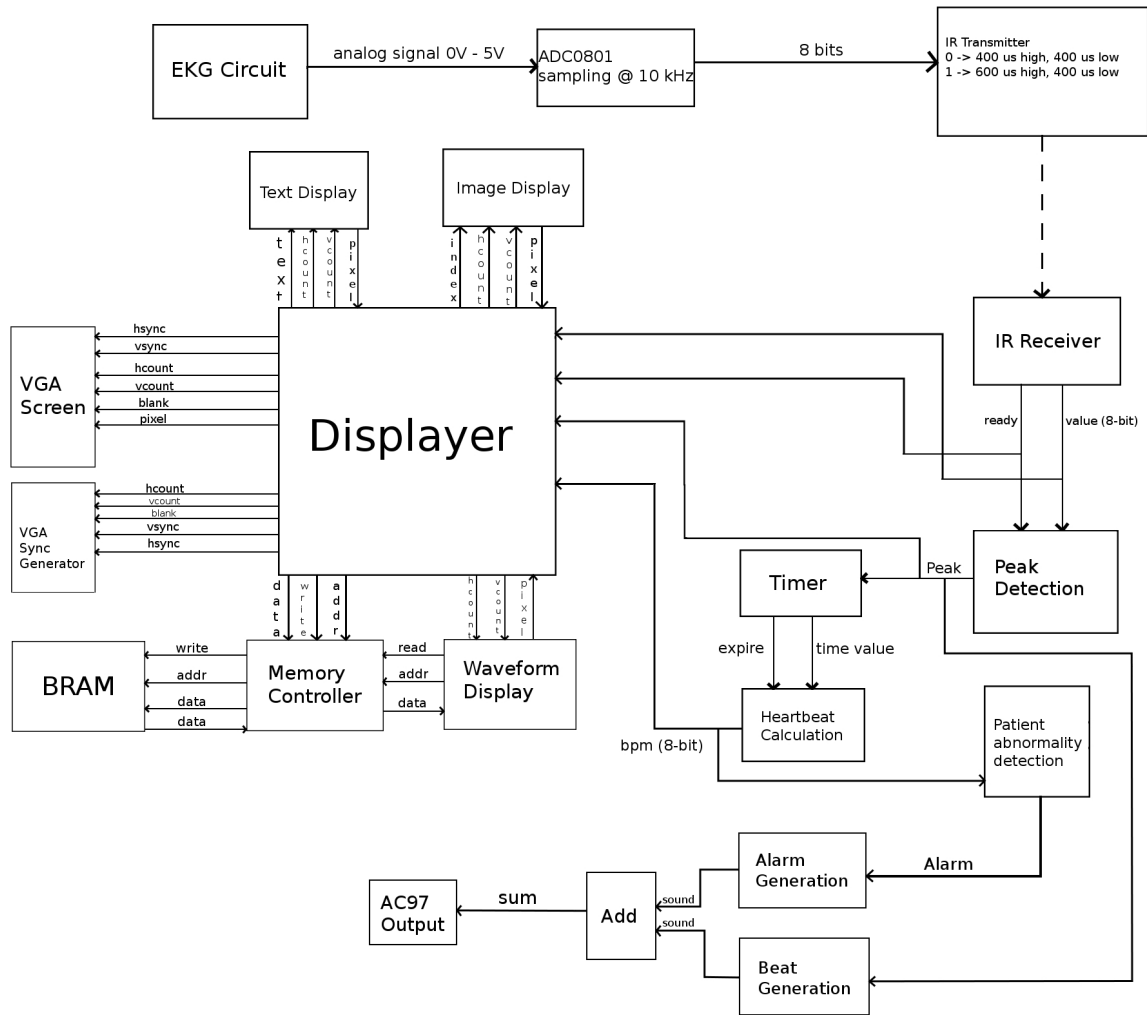 EKG Circuit
analog signal 0V - 5V
ADC0801
sampling @ 10 kHz
8 bits
IR Transmitter
0 -> 400 us high, 400 us low
1 -> 600 us high, 400 us low
Text Display
Image Display
text
hcount
vcount
pixel
index
hcount
vcount
pixel
IR Receiver
ready
value (8-bit)
VGA
Screen
hsync
vsync
hcount
vcount
blank
pixel
Displayer
VGA
Sync
Generator
hcount
vcount
blank
vsync
hsync
data
write
addr
hcount
vcount
pixel
Timer
Peak
Peak
Detection
expire
time value
BRAM
write
addr
data
data
Memory
Controller
read
addr
data
Waveform
Display
bpm (8-bit)
Heartbeat
Calculation
Patient
abnormality
detection
Alarm
Generation
Alarm
AC97
Output
sum
Add
sound
sound
Beat
Generation